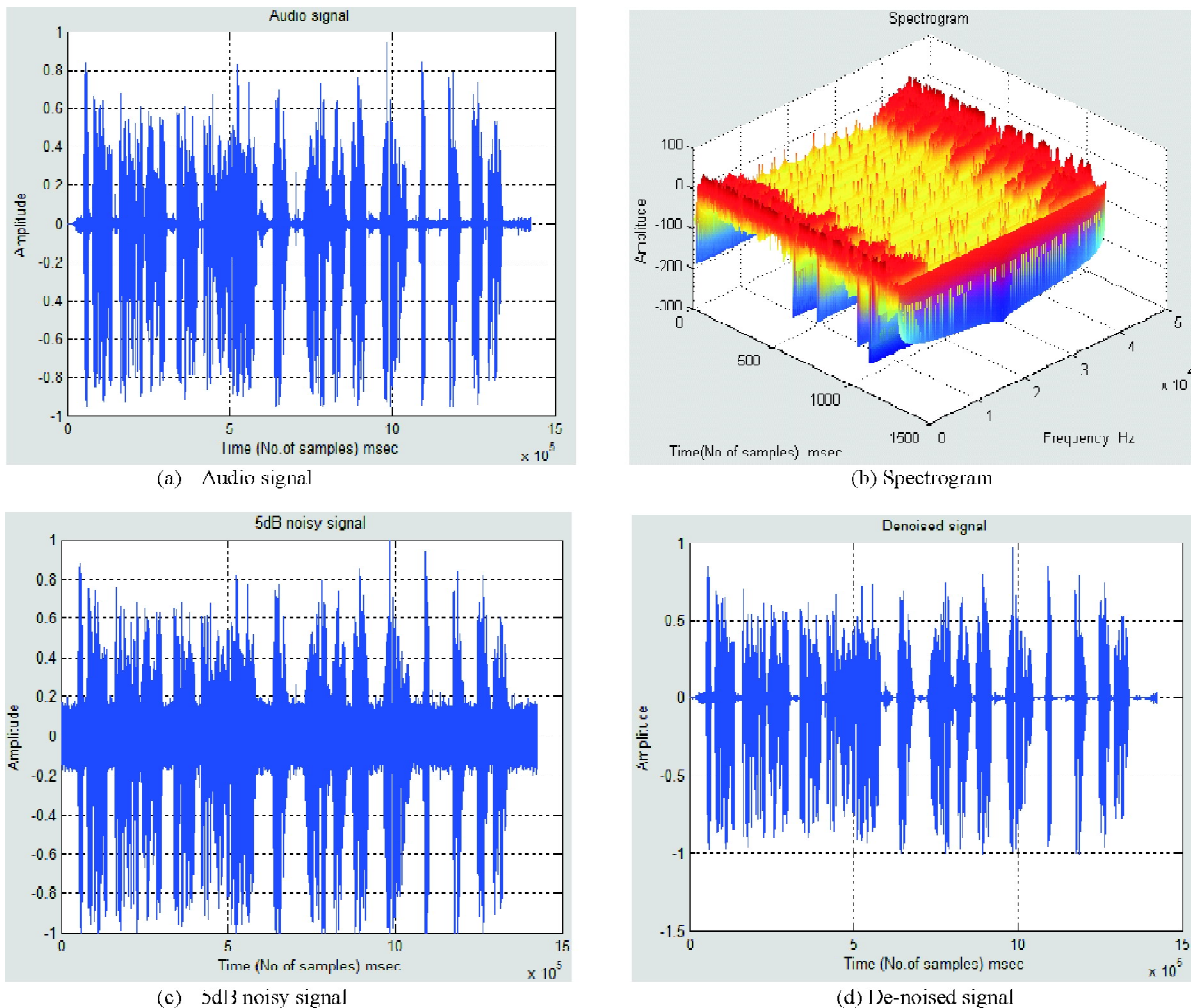 Audio signal
1
0.8
0.6
0.4
0.2
0
0.2
0.4
0.6
0.8
-1
Amplitude
0
5
10
15
Time (No.of samples) msec
x 10^5
(a) Audio signal
Spectrogram
100
0
-100
-200
-300
Amplitude
0
500
1000
1500
0
1
2
3
4
5
x 10^4
Time(No.of samples) msec
Frequency Hz
(b) Spectrogram
5dB noisy signal
1
0.8
0.6
0.4
0.2
0
-0.2
-0.4
-0.6
-0.8
-1
Amplitude
0
5
10
15
Time (No.of samples) msec
x 10^5
(c) 5dB noisy signal
Denoised signal
1
0.5
0
-0.5
-1
-1.5
Amplitude
0
5
10
15
Time (No.of samples) msec
x 10^5
(d) De-noised signal